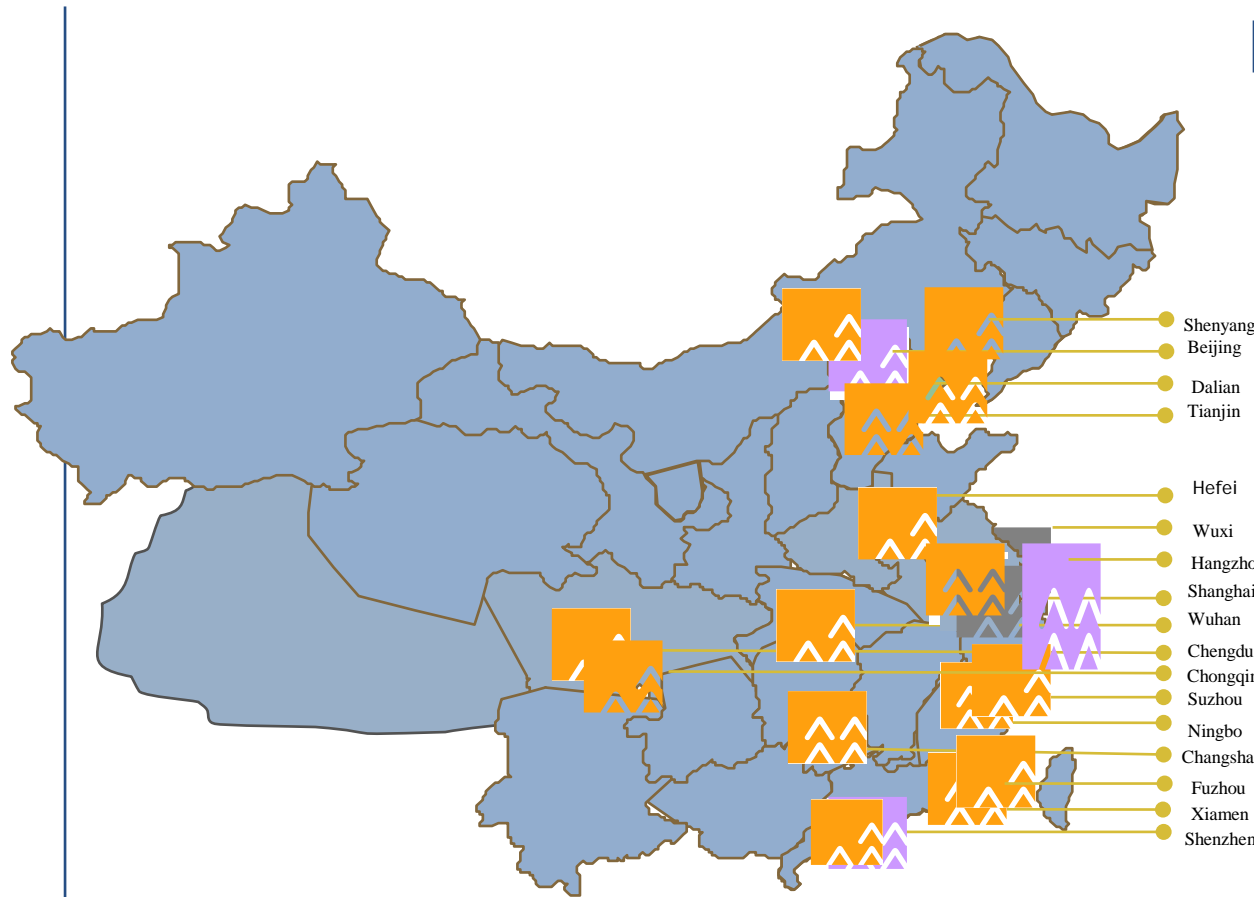 Shenyang
Beijing
Dalian
Tianjin
Hefei
Wuxi
Hangzho
Shanghai
Wuhan
Chengdu
Chongqin
Suzhou
Ningbo
Changsha
Fuzhou
Xiamen
Shenzhen